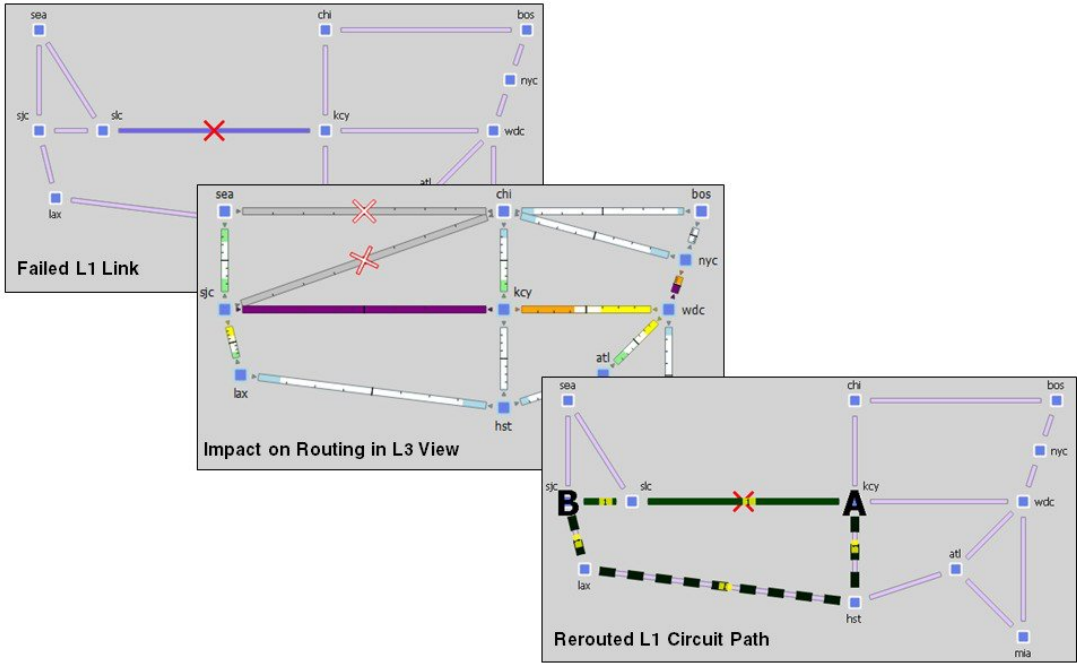 sea
chi
bos
nyc
sjc
slc
kcy
wdc
atl
lax
Failed L1 Link
sea
chi
bos
nyc
sjc
kcy
wdc
atl
lax
hst
Impact on Routing in L3 View
sea
chi
bos
nyc
sjc
B
1
slc
1
A
kcy
wdc
atl
lax
hst
mia
Rerouted L1 Circuit Path